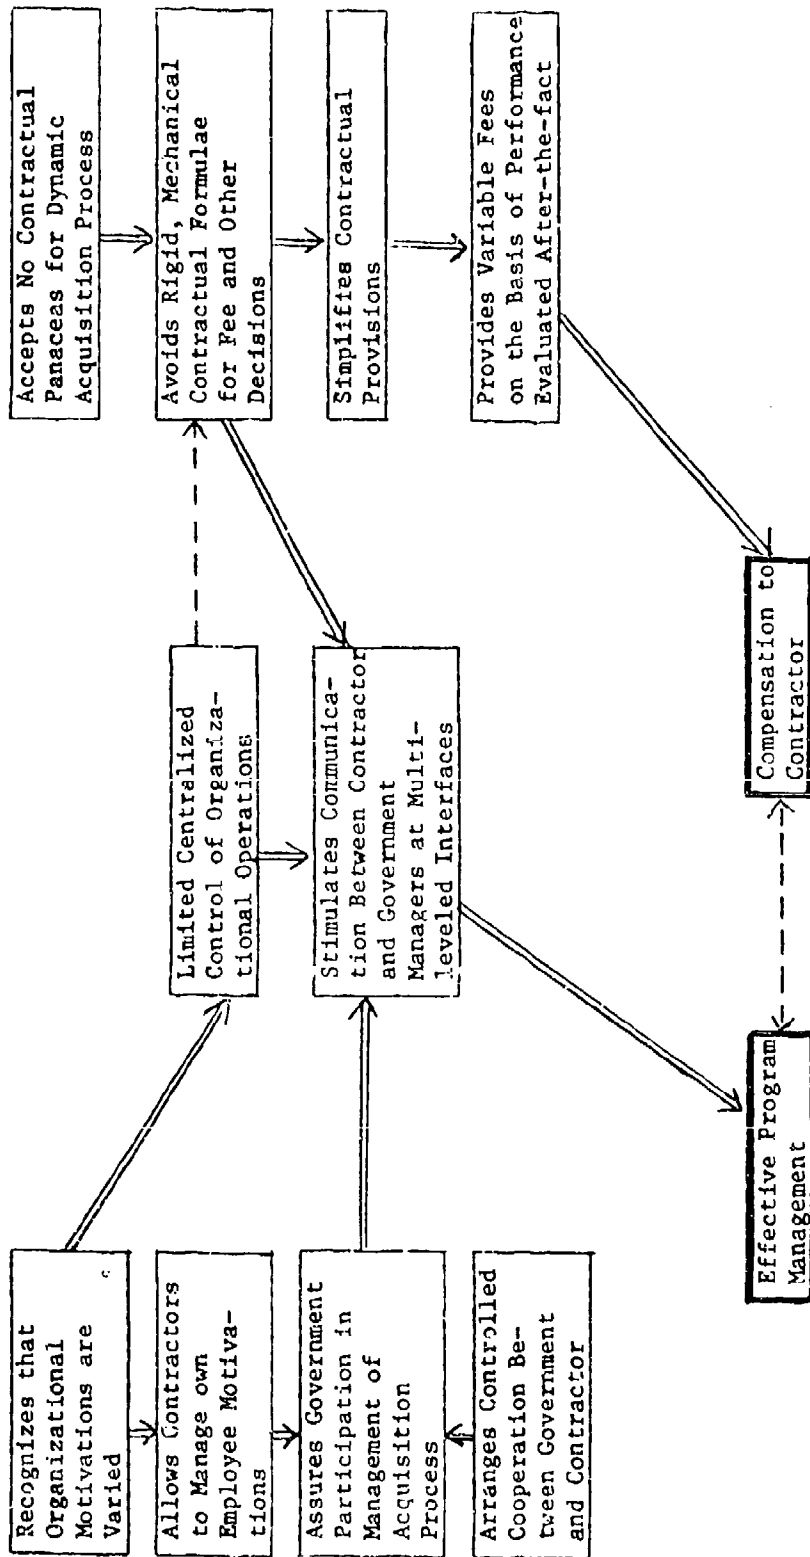 Recognizes that
Organizational
Motivations are
Varied
Allows Contractors
to Manage own
Employee Motiva-
tions
Assures Government
Participation in
Management of
Acquisition
Process
Arranges Controlled
Cooperation Be-
tween Government
and Contractor
Limited Centralized
Control of Organiza-
tional Operations
Stimulates Communica-
tion Between Contractor
and Government
Managers at Multi-
leveled Interfaces
Accepts No Contractual
Panaceas for Dynamic
Acquisition Process
Avoids Rigid, Mechanical
Contractual Formulae
for Fee and Other
Decisions
Simplifies Contractual
Provisions
Provides Variable Fees
on the Basis of Performance
Evaluated After-the-fact
Effective Program
Management
Compensation to
Contractor